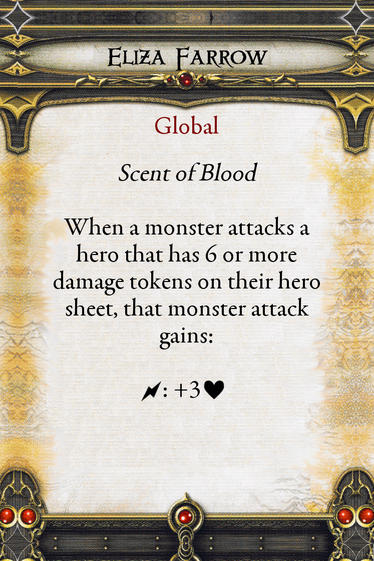 Eliza Farrow
Global
Scent of Blood
When a monster attacks a
hero that has 6 or more
damage tokens on their hero
sheet, that monster attack
gains:
: +3♥